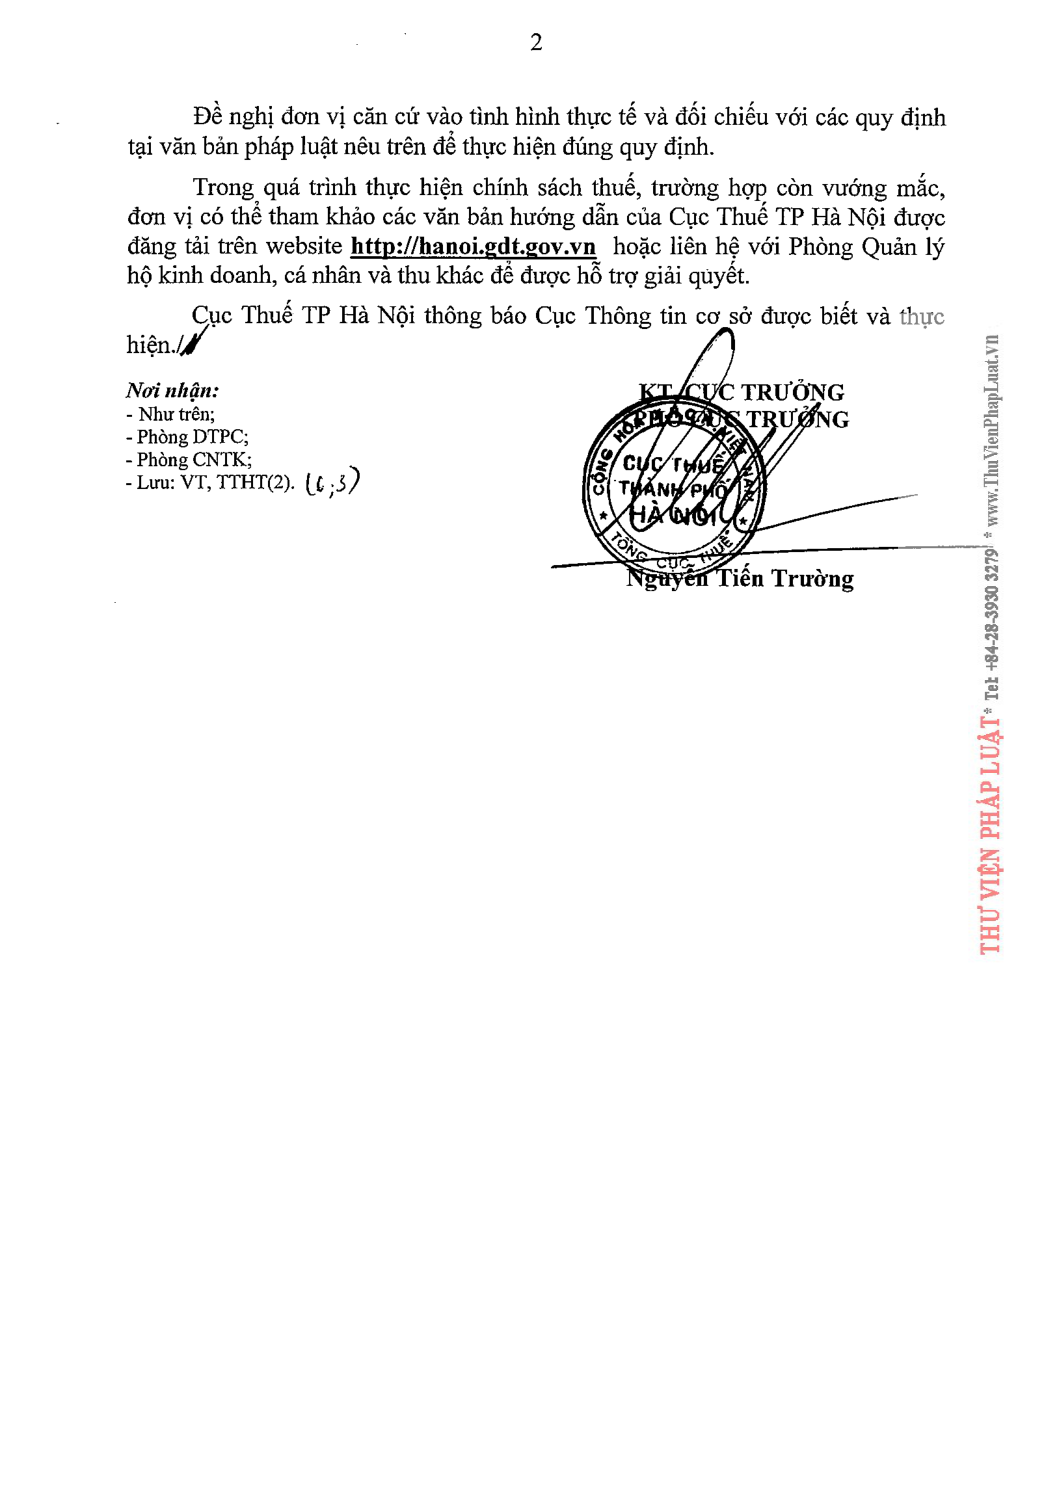 2
Đề nghị đơn vị căn cứ vào tình hình thực tế và đối chiếu với các quy định
tại văn bản pháp luật nêu trên để thực hiện đúng quy định.
Trong quá trình thực hiện chính sách thuế, trường hợp còn vướng mắc,
đơn vị có thể tham khảo các văn bản hướng dẫn của Cục Thuế TP Hà Nội được
đăng tải trên website http://hanoi.gdt.gov.vn hoặc liên hệ với Phòng Quản lý
hộ kinh doanh, cá nhân và thu khác để được hỗ trợ giải quyết.
Cục Thuế TP Hà Nội thông báo Cục Thông tin cơ sở được biết và thực
hiện./
Nơi nhận:
- Như trên;
- Phòng DTPC;
- Phòng CNTK;
- Lưu: VT, TTHT(2). (6;3)
KT. CỤC TRƯỞNG
PHÓ CỤC TRƯỞNG
CỘNG HÒA X.H.C.N VIỆT NAM
CỤC THUẾ
THÀNH PHỐ
HÀ NỘI
TỔNG CỤC THUẾ
Nguyễn Tiến Trường
THƯ VIỆN PHÁP LUẬT * Tel: +84-28-3930 3279 * www.ThuVienPhapLuat.vn